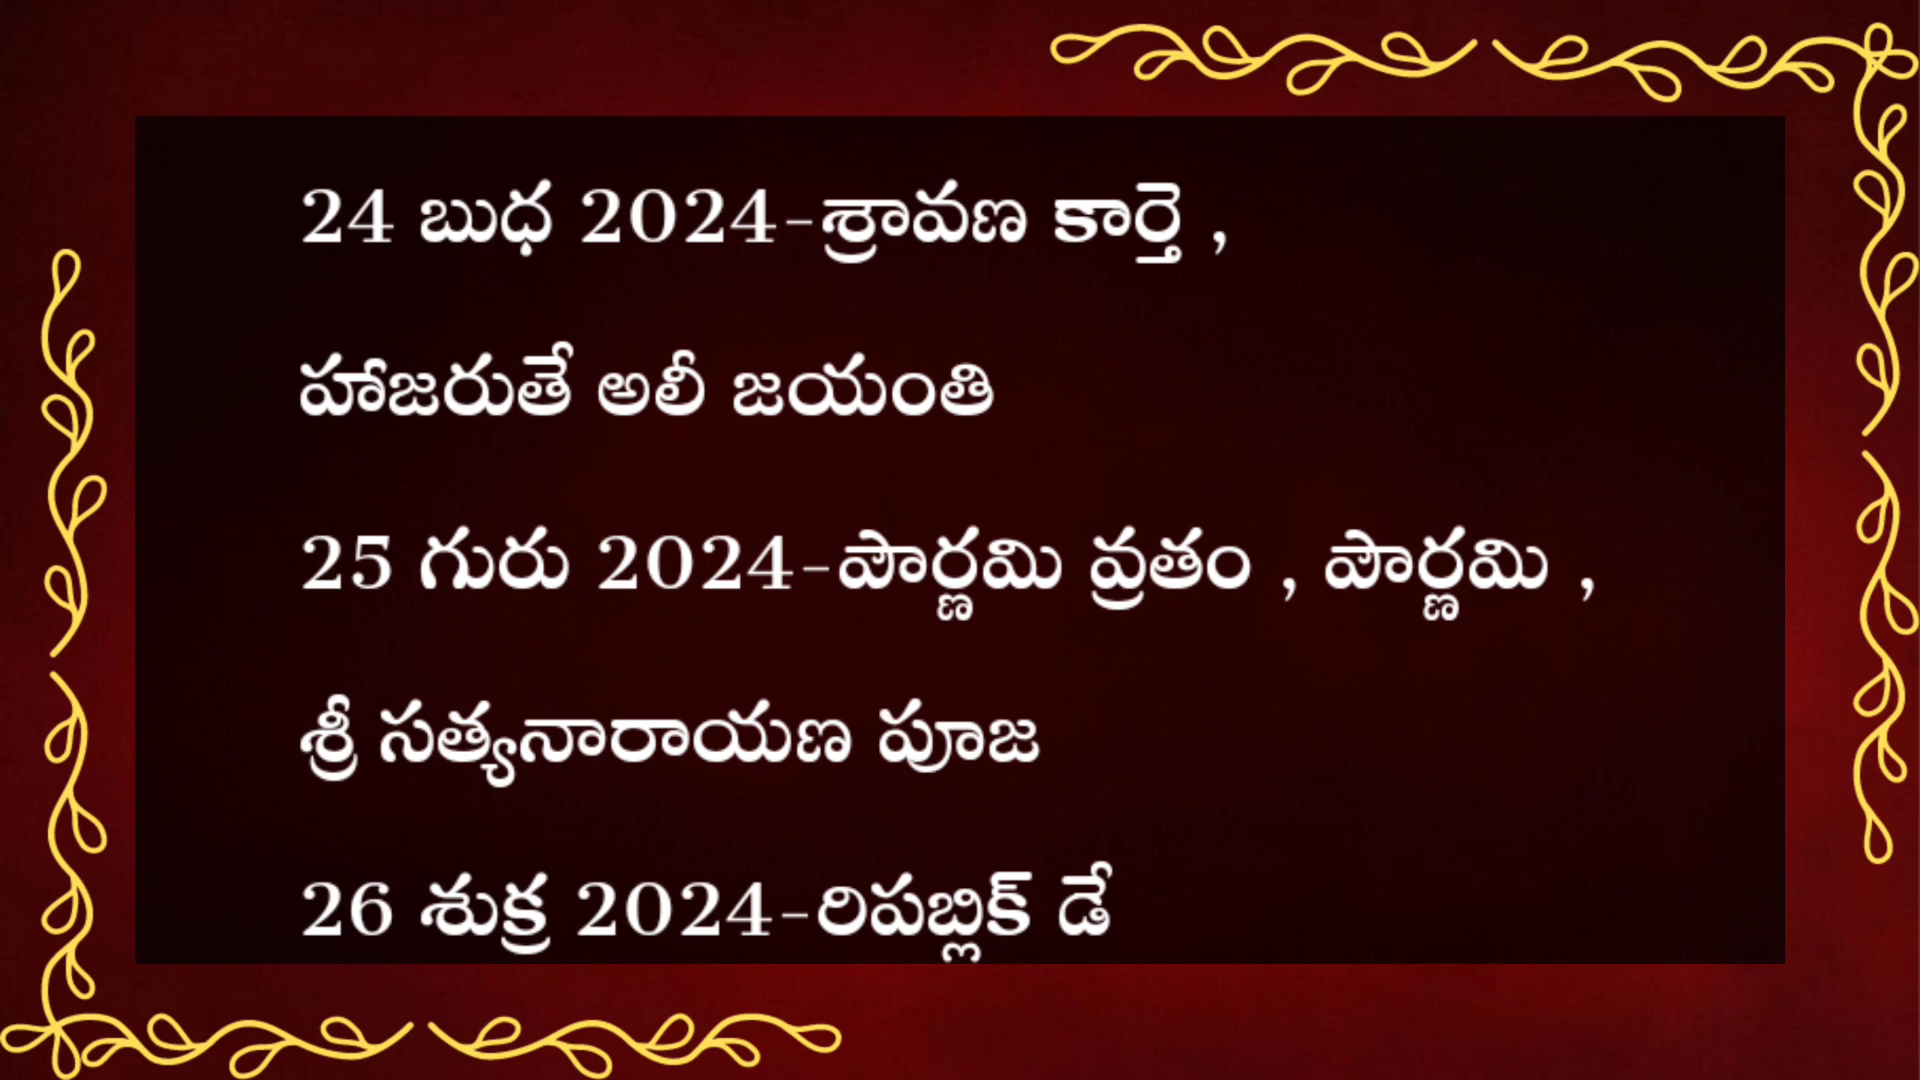 24 బుధ 2024-శ్రావణ కార్తె ,
హాజరుతే అలీ జయంతి
25 గురు 2024-పౌర్ణమి వ్రతం , పౌర్ణమి ,
శ్రీ సత్యనారాయణ పూజ
26 శుక్ర 2024-రిపబ్లిక్ డే